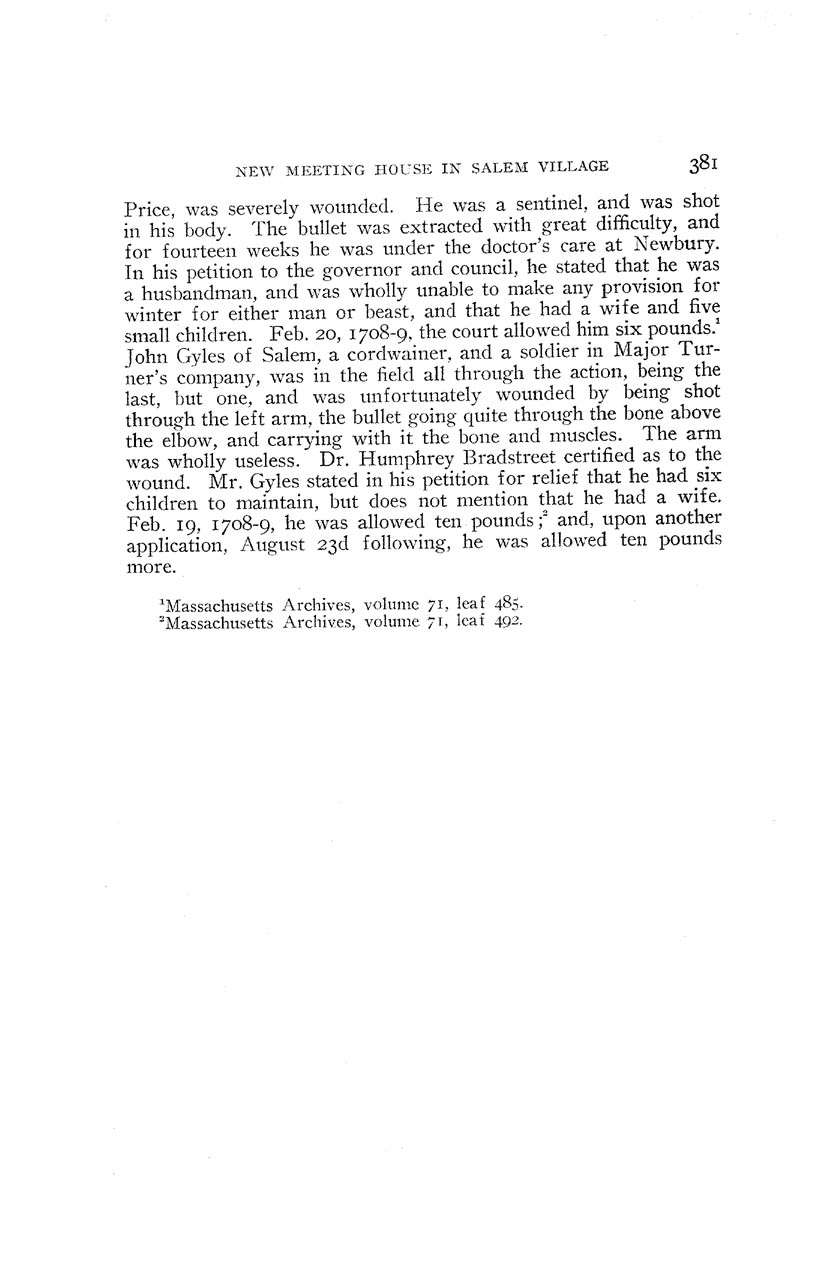 NEW MEETING HOUSE IN SALEM VILLAGE 381
Price, was severely wounded. He was a sentinel, and was shot
in his body. The bullet was extracted with great difficulty, and
for fourteen weeks he was under the doctor's care at Newbury.
In his petition to the governor and council, he stated that he was
a husbandman, and was wholly unable to make any provision for
winter for either man or beast, and that he had a wife and five
small children. Feb. 20, 1708-9, the court allowed him six pounds.¹
John Gyles of Salem, a cordwainer, and a soldier in Major Tur-
ner's company, was in the field all through the action, being the
last, but one, and was unfortunately wounded by being shot
through the left arm, the bullet going quite through the bone above
the elbow, and carrying with it the bone and muscles. The arm
was wholly useless. Dr. Humphrey Bradstreet certified as to the
wound. Mr. Gyles stated in his petition for relief that he had six
children to maintain, but does not mention that he had a wife.
Feb. 19, 1708-9, he was allowed ten pounds;² and, upon another
application, August 23d following, he was allowed ten pounds
more.
¹Massachusetts Archives, volume 71, leaf 485.
²Massachusetts Archives, volume 71, leaf 492.